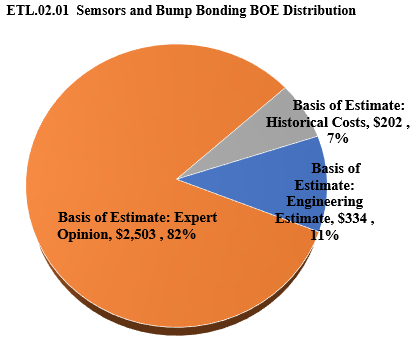 ETL.02.01  Semsors and Bump Bonding BOE Distribution
Basis of Estimate:
Historical Costs, $202 ,
7%
Basis of
Estimate:
Engineering
Estimate, $334 ,
11%
Basis of Estimate: Expert
Opinion, $2,503 , 82%